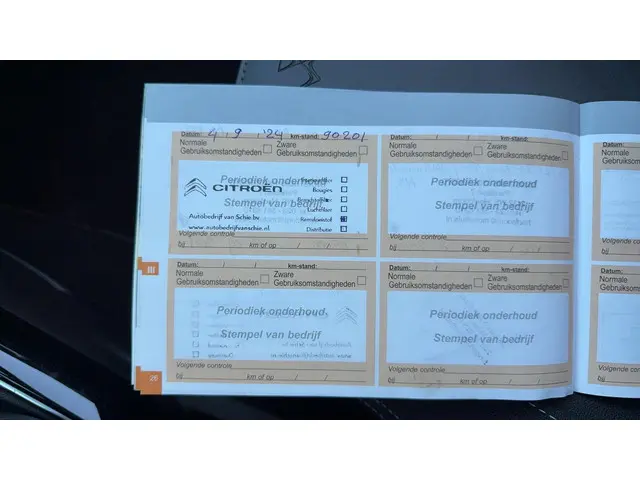 Datum: 4 / 9 / '24 km-stand: 90201
Normale Gebruiksomstandigheden
Zware Gebruiksomstandigheden
Periodiek onderhoud
CITROËN
Stempel van bedrijf
Autobedrijf van Schie bv
www.autobedrijfvanschie.nl
Bougies
Luchtfilter
Remvloeistof
Distributie
Volgende controle
bij km of op / /
Datum: / / km-stand:
Normale Gebruiksomstandigheden
Zware Gebruiksomstandigheden
Periodiek onderhoud
Stempel van bedrijf
Volgende controle
bij km of op / /
III
Datum: / / km-stand:
Normale Gebruiksomstandigheden
Zware Gebruiksomstandigheden
Periodiek onderhoud
Stempel van bedrijf
Volgende controle
bij km of op / /
Datum: / / km-stand:
Normale Gebruiksomstandigheden
Zware Gebruiksomstandigheden
Periodiek onderhoud
Stempel van bedrijf
Volgende controle
bij km of op / /
26